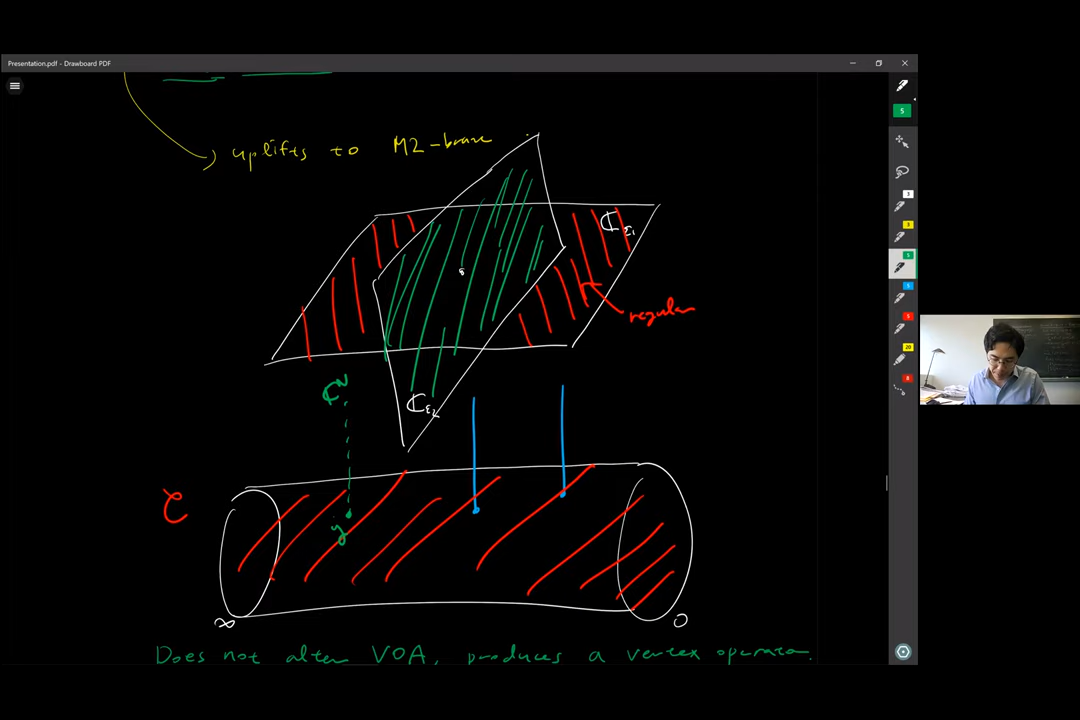 Presentation.pdf - Drawboard PDF
uplifts to M2-brane
ℂε₁
regular
ℂε₂
y
∞
0
Does not alter VOA, produces a vertex operator.